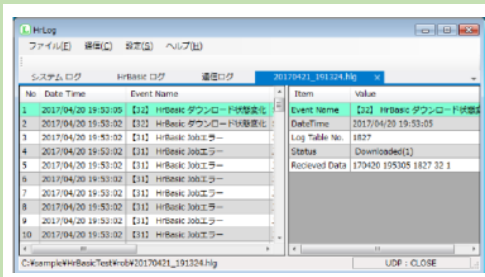 HrLog
ファイル(F) 通信(C) 設定(S) ヘルプ(H)
システムログ HrBasic ログ 通信ログ 20170421_191324.hlg ×
No Date Time Event Name
1 2017/04/20 19:53:05 【32】 HrBasic ダウンロード状態変化
2 2017/04/20 19:53:02 【32】 HrBasic ダウンロード状態変化
3 2017/04/20 19:53:02 【31】 HrBasic Jobエラー
4 2017/04/20 19:53:02 【31】 HrBasic Jobエラー
5 2017/04/20 19:53:02 【31】 HrBasic Jobエラー
6 2017/04/20 19:53:02 【31】 HrBasic Jobエラー
7 2017/04/20 19:53:02 【31】 HrBasic Jobエラー
8 2017/04/20 19:53:02 【31】 HrBasic Jobエラー
9 2017/04/20 19:53:02 【31】 HrBasic Jobエラー
10 2017/04/20 19:53:02 【31】 HrBasic Jobエラー
Item Value
Event Name 【32】 HrBasic ダウンロード状態変
DateTime 2017/04/20 19:53:05
Log Table No. 1827
Status Downloaded(1)
Recieved Data 170420 195305 1827 32 1
C:¥sample¥HrBasicTest¥rob¥20170421_191324.hlg UDP : CLOSE